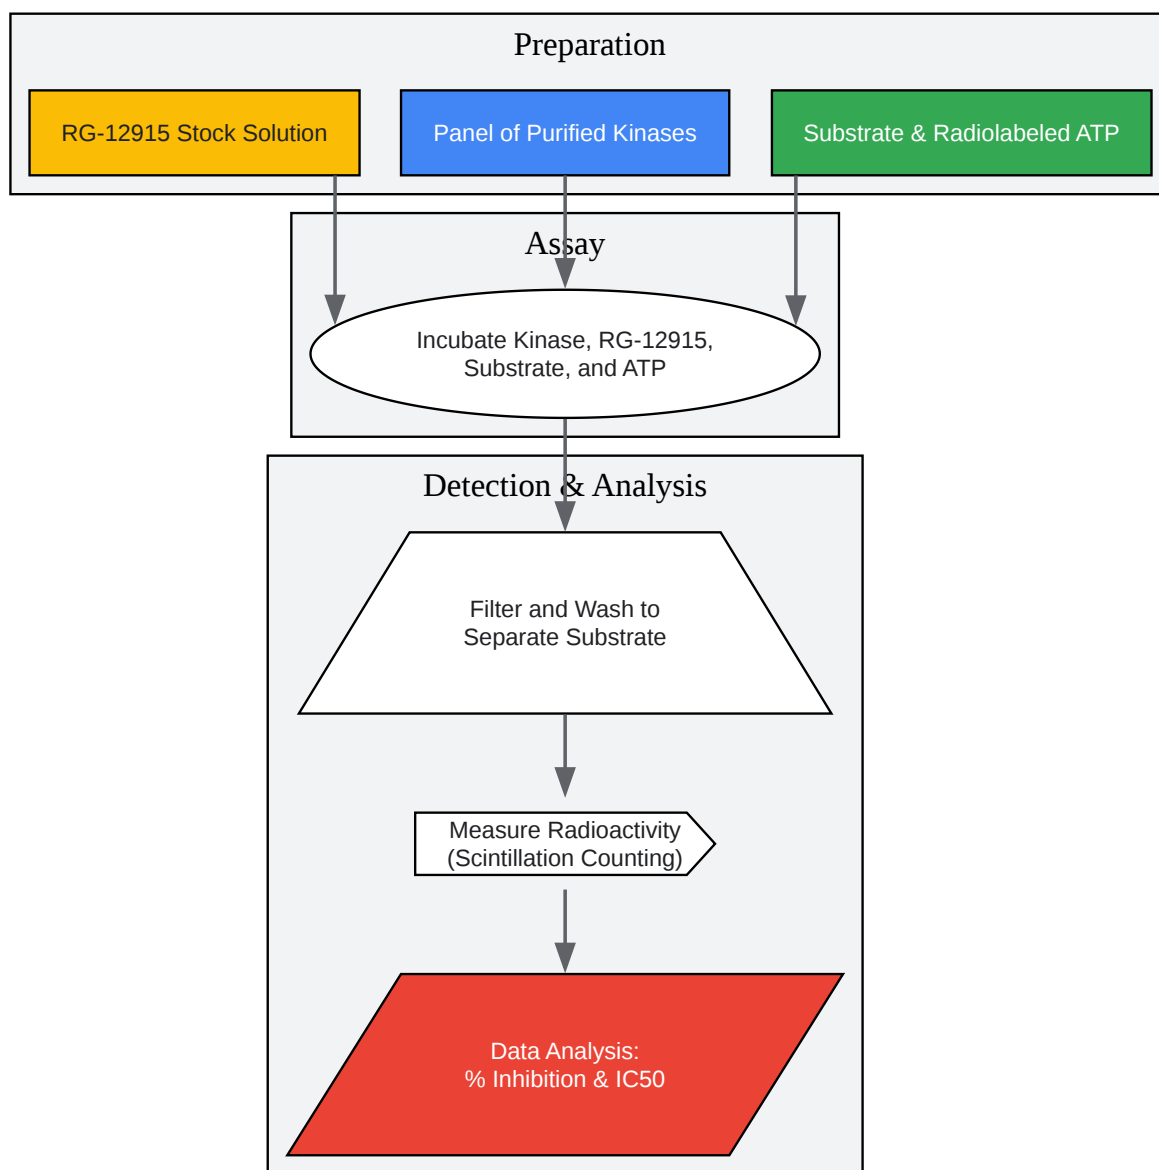 Preparation
RG-12915 Stock Solution
Panel of Purified Kinases
Substrate & Radiolabeled ATP
Assay
Incubate Kinase, RG-12915,
Substrate, and ATP
Detection & Analysis
Filter and Wash to
Separate Substrate
Measure Radioactivity
(Scintillation Counting)
Data Analysis:
% Inhibition & IC50